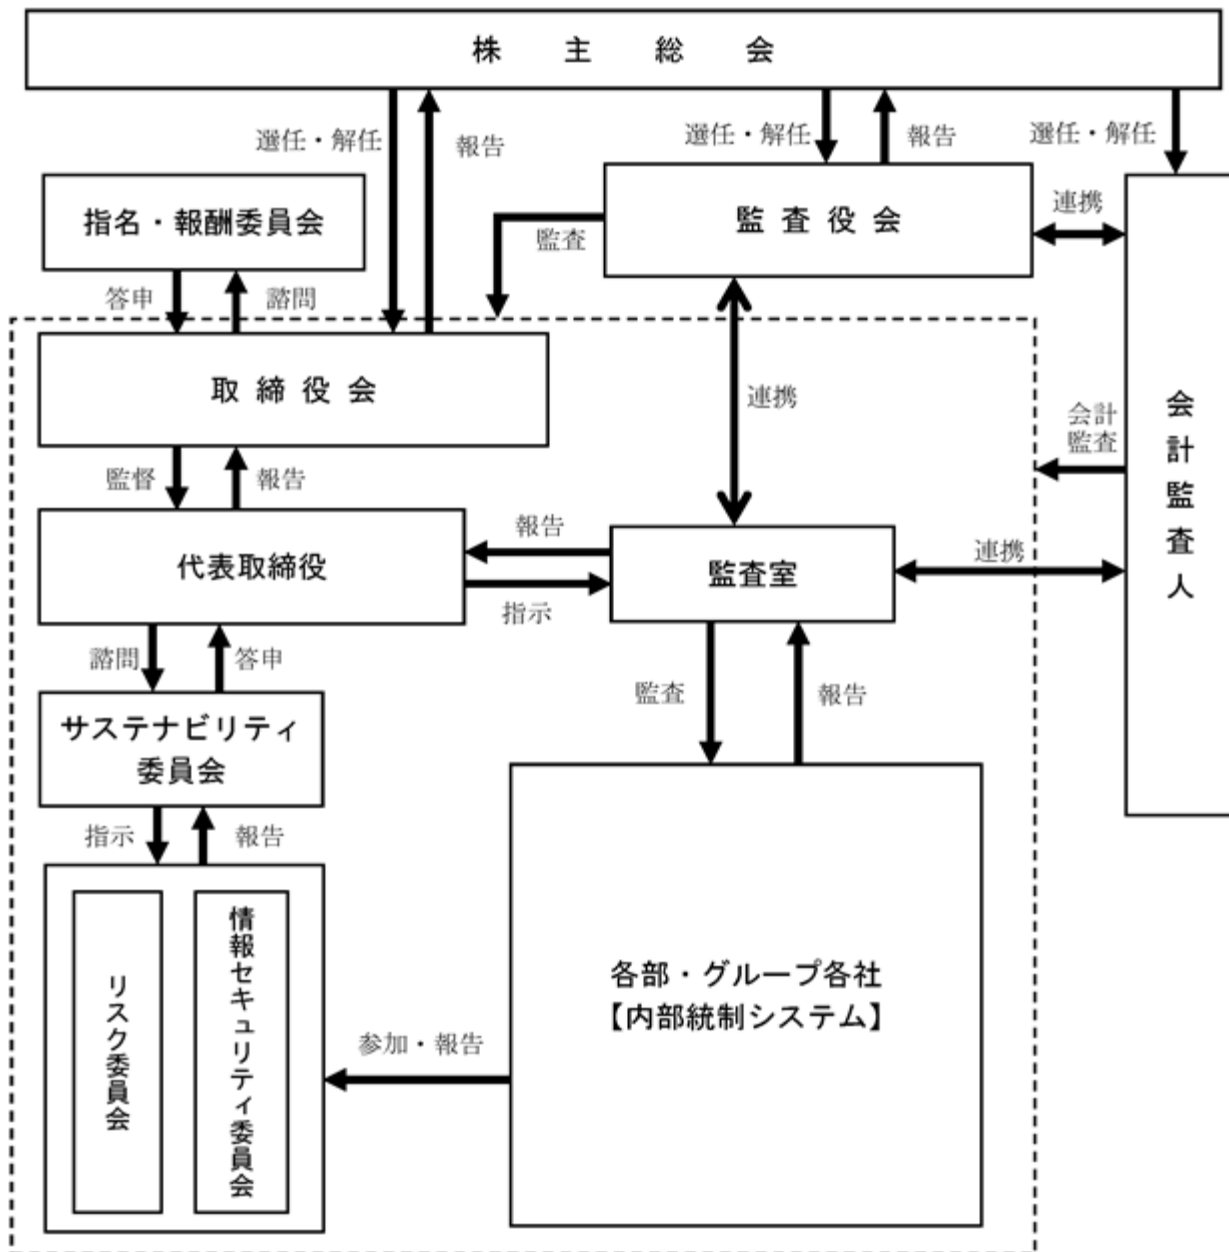 株主総会
選任・解任
報告
選任・解任
報告
選任・解任
指名・報酬委員会
監査役会
連携
監査
答申
諮問
取締役会
連携
会計
監査
会計監査人
監督
報告
代表取締役
報告
指示
監査室
連携
諮問
答申
監査
報告
サステナビリティ
委員会
指示
報告
リスク委員会
情報セキュリティ委員会
参加・報告
各部・グループ各社
【内部統制システム】